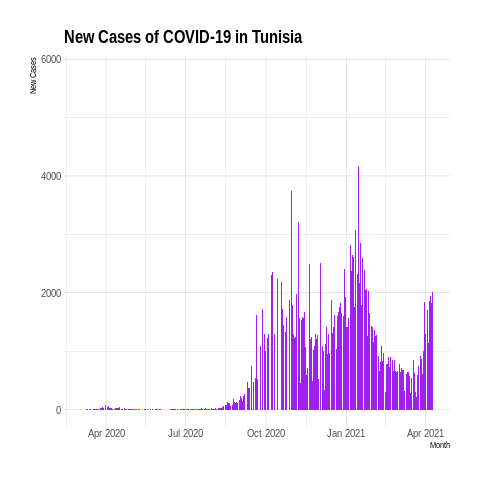 New Cases of COVID-19 in Tunisia
New Cases
6000
4000
2000
0
Apr 2020 Jul 2020 Oct 2020 Jan 2021 Apr 2021
Month